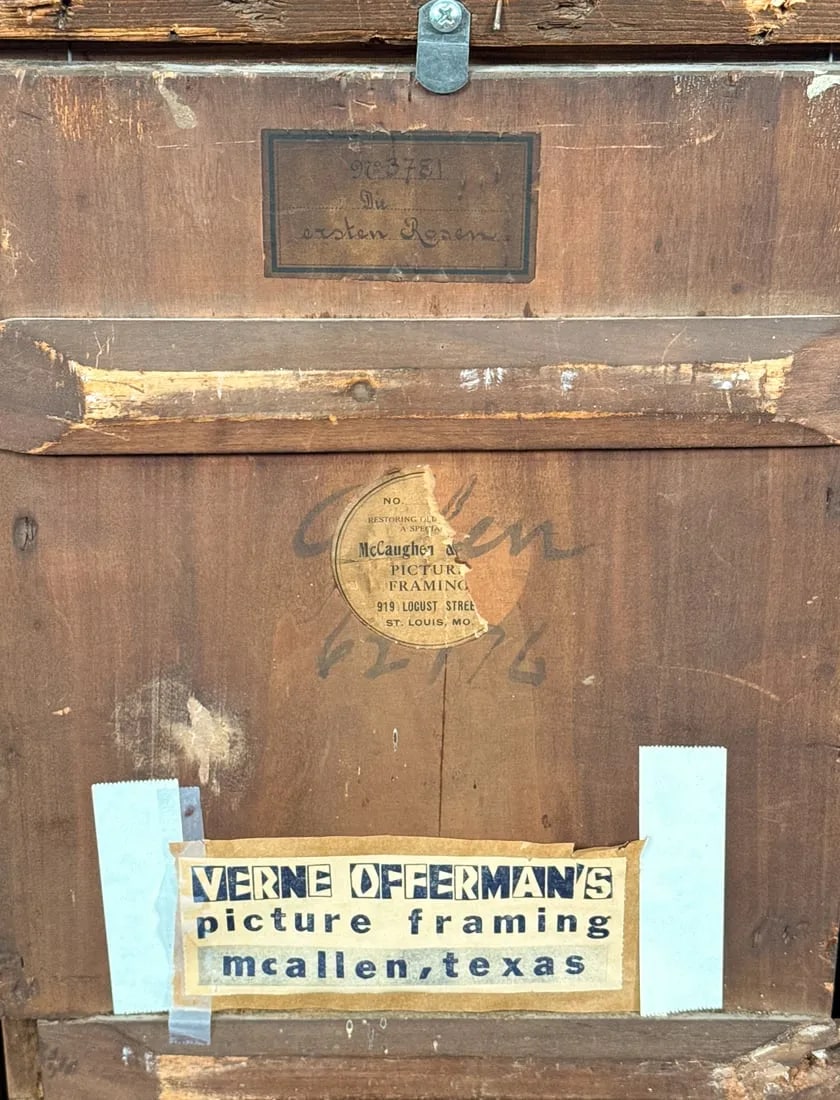 No 3781
Die
ersten Rosen.
NO.
RESTORING OLD
A SPECIA
McCaughen &
PICTUR
FRAMING
919 LOCUST STREE
ST. LOUIS, MO.
VERNE OFFERMAN'S
picture framing
mcallen, texas